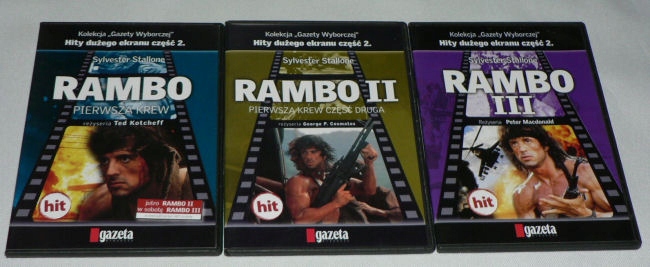 Kolekcja „Gazety Wyborczej”
Hity dużego ekranu część 2.
Sylvester Stallone
RAMBO
PIERWSZA KREW
reżyseria Ted Kotcheff
hit
jutro RAMBO II
w sobotę RAMBO III
gazeta
Kolekcja „Gazety Wyborczej”
Hity dużego ekranu część 2.
Sylvester Stallone
RAMBO II
PIERWSZA KREW CZĘŚĆ DRUGA
reżyseria George P. Cosmatos
hit
gazeta
Kolekcja „Gazety Wyborczej”
Hity dużego ekranu część 2.
Sylvester Stallone
RAMBO
III
Reżyseria Peter Macdonald
hit
gazeta